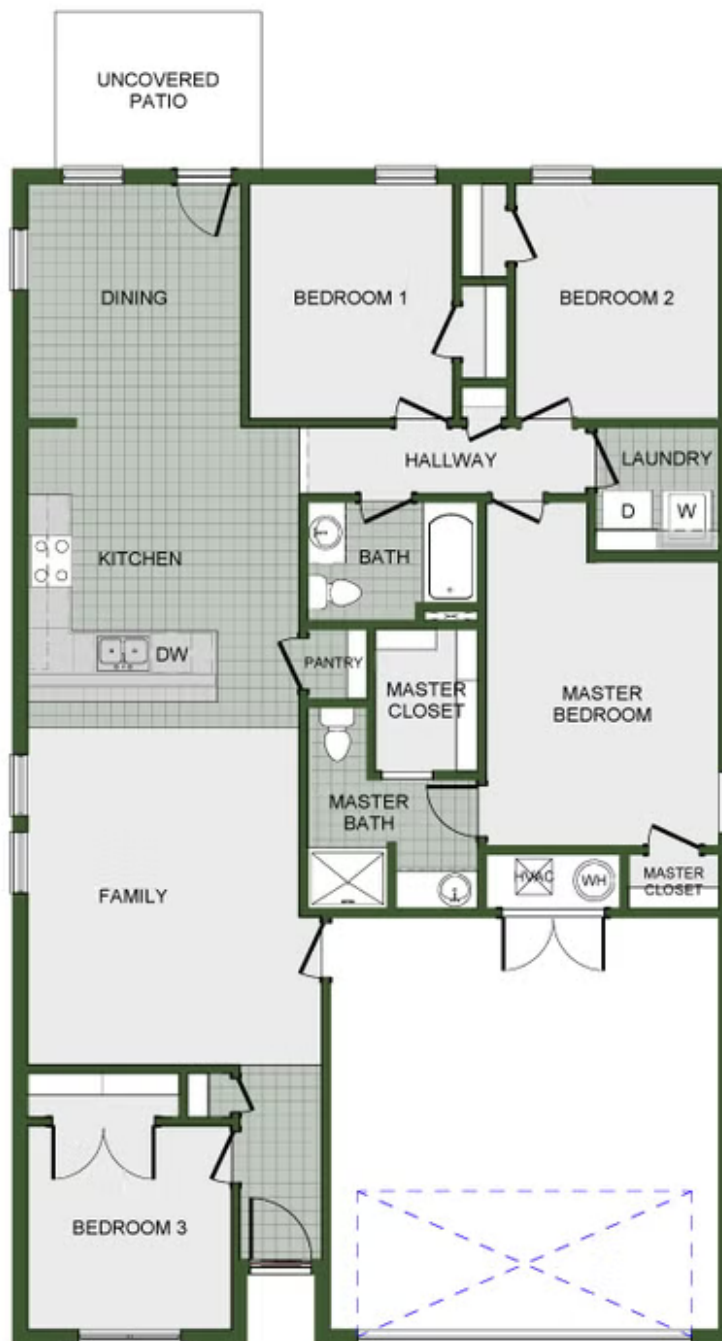 UNCOVERED
PATIO
DINING
BEDROOM 1
BEDROOM 2
HALLWAY
LAUNDRY
D
W
KITCHEN
BATH
DW
PANTRY
MASTER
CLOSET
MASTER
BEDROOM
MASTER
BATH
FAMILY
HVAC
WH
MASTER
CLOSET
BEDROOM 3